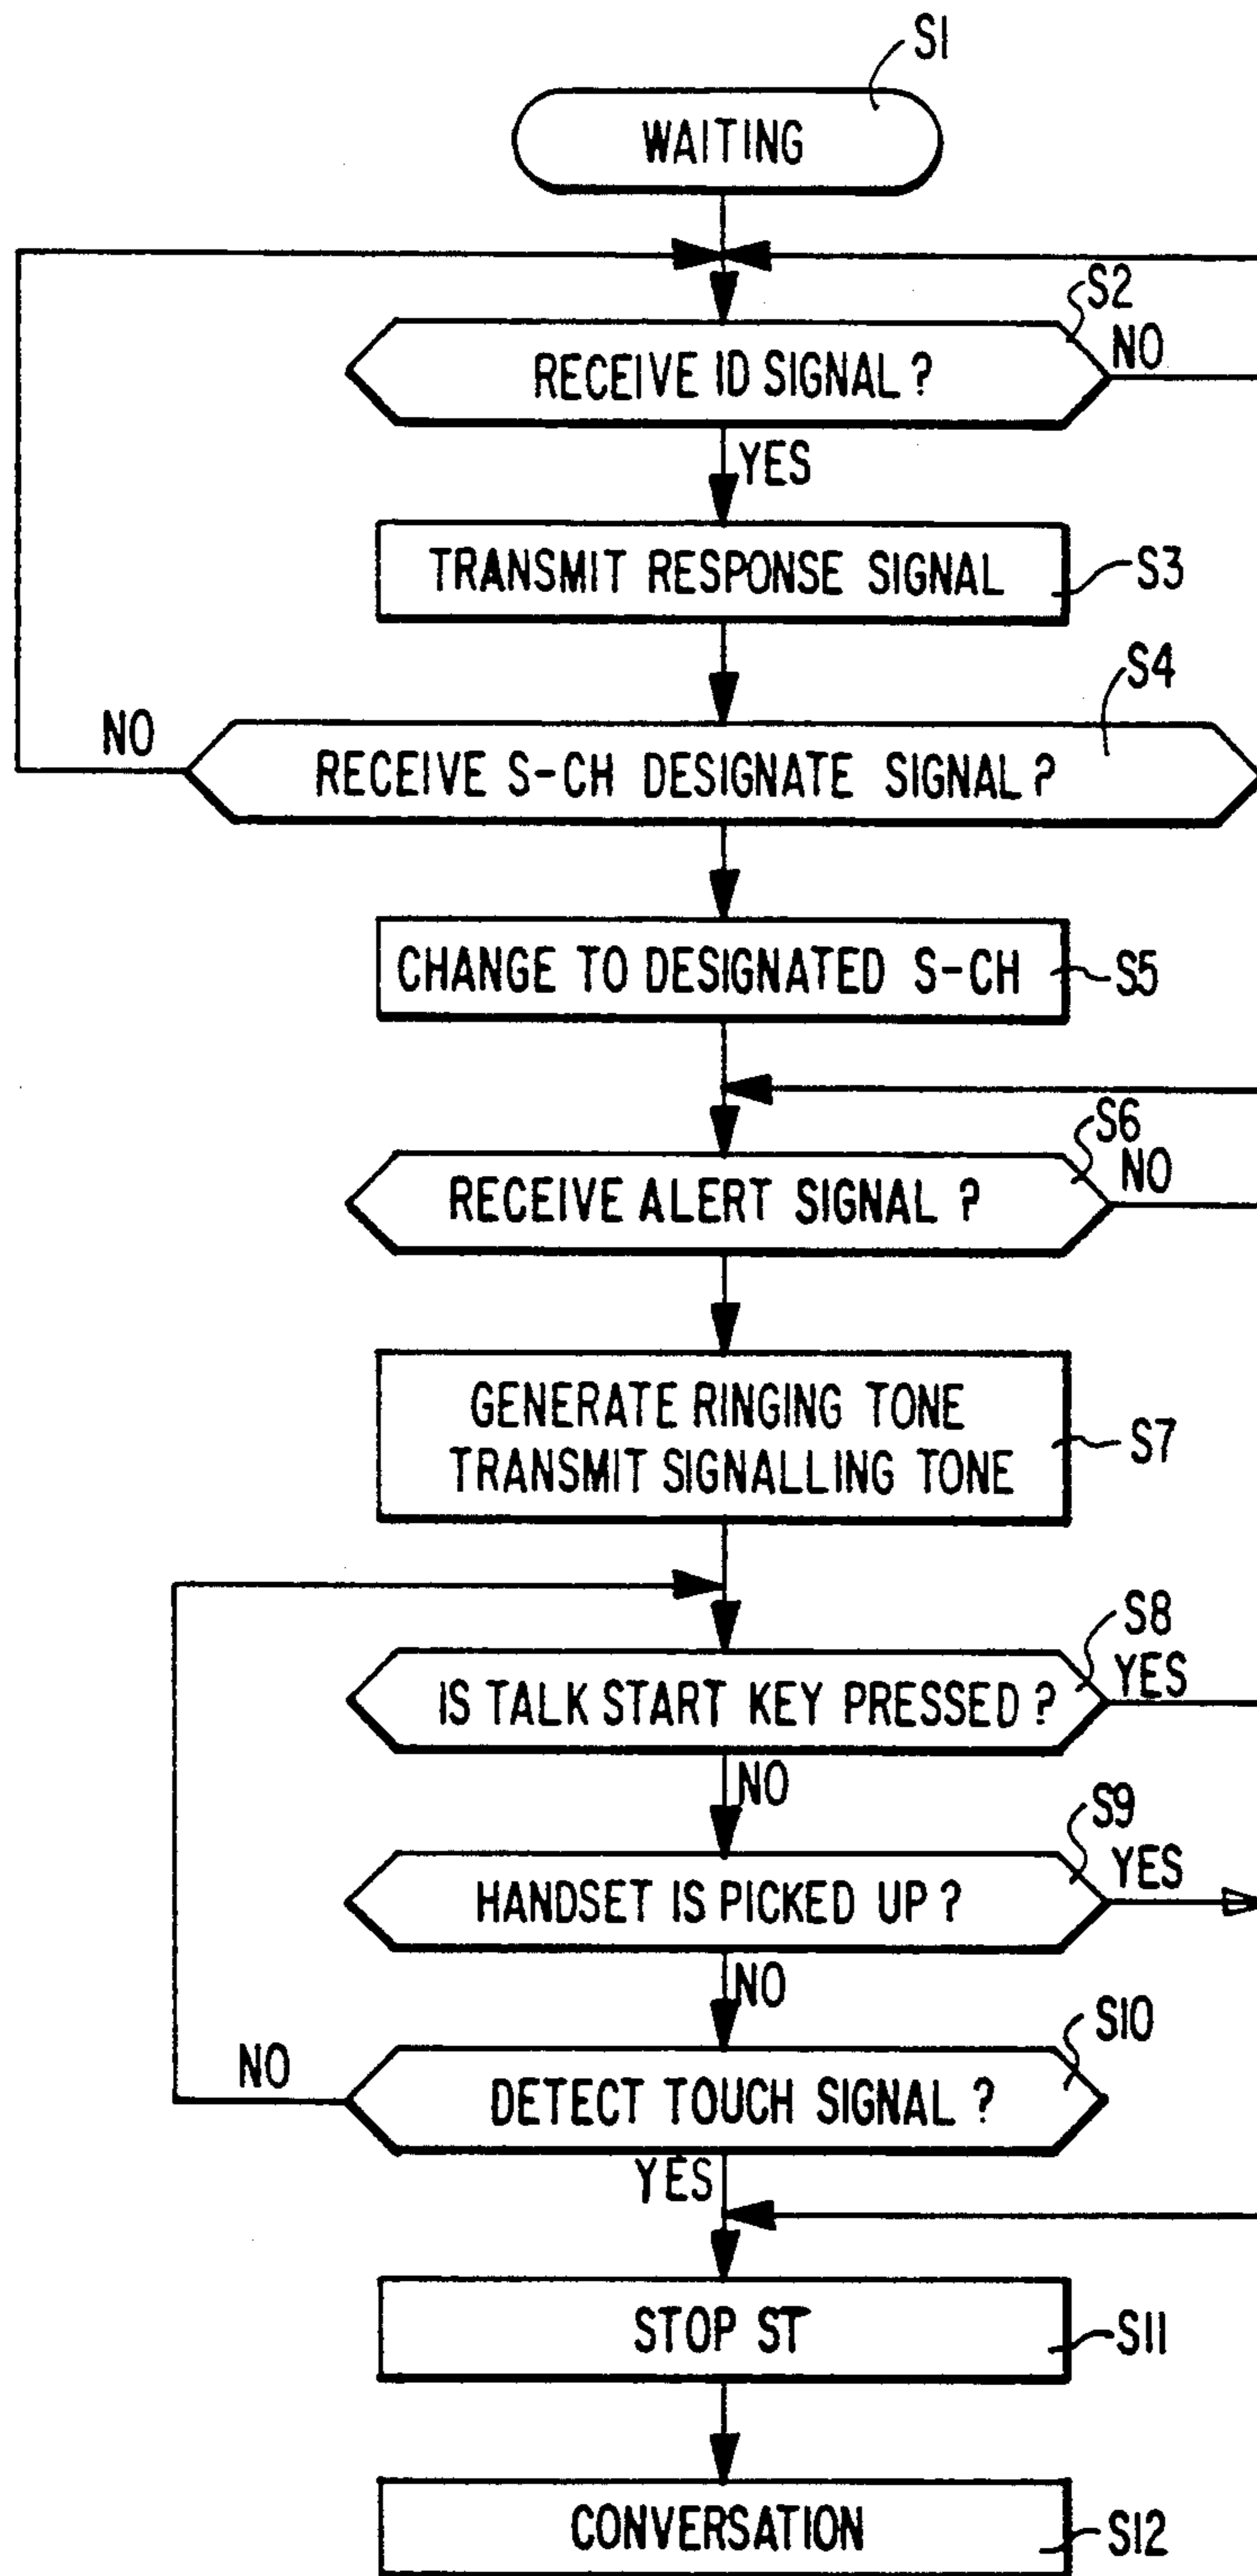 S1
WAITING
S2
RECEIVE ID SIGNAL ?
NO
YES
TRANSMIT RESPONSE SIGNAL
S3
S4
NO
RECEIVE S-CH DESIGNATE SIGNAL ?
CHANGE TO DESIGNATED S-CH
S5
S6
RECEIVE ALERT SIGNAL ?
NO
GENERATE RINGING TONE
TRANSMIT SIGNALLING TONE
S7
S8
IS TALK START KEY PRESSED ?
YES
NO
S9
HANDSET IS PICKED UP ?
YES
NO
S10
NO
DETECT TOUCH SIGNAL ?
YES
STOP ST
S11
CONVERSATION
S12